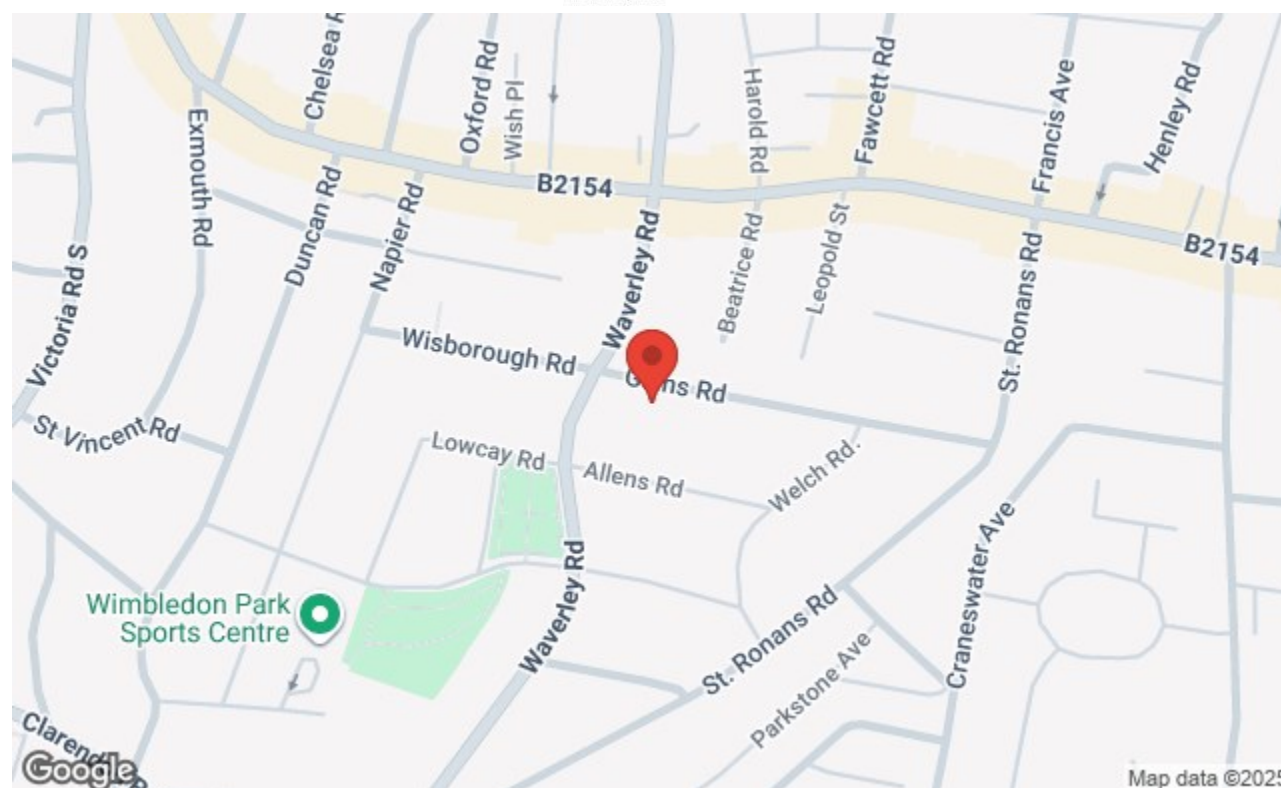 Chelsea R
Oxford Rd
Wish Pl
Harold Rd
Fawcett Rd
Francis Ave
Henley Rd
Exmouth Rd
Duncan Rd
Napier Rd
B2154
Waverley Rd
Beatrice Rd
Leopold St
St. Ronans Rd
B2154
Victoria Rd S
Wisborough Rd
ns Rd
St Vincent Rd
Lowcay Rd
Allens Rd
Welch Rd.
Craneswater Ave
Waverley Rd
Wimbledon Park
Sports Centre
St. Ronans Rd
Parkstone Ave
Google
Map data ©2025